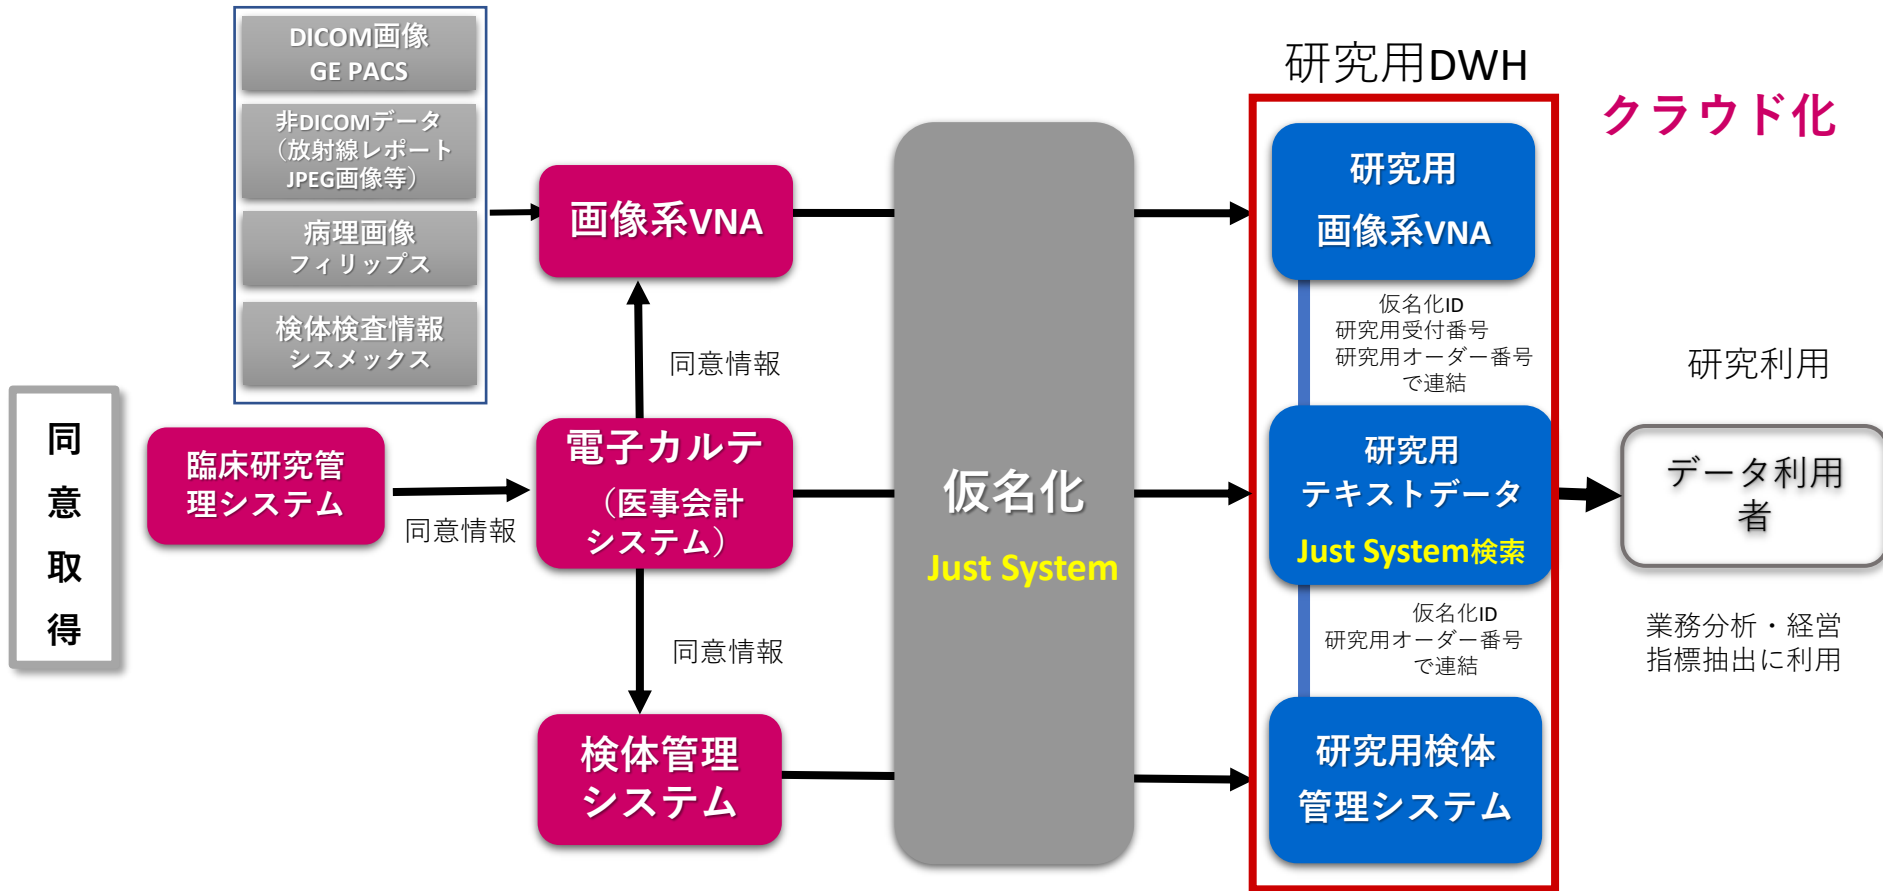 DICOM画像
GE PACS
非DICOMデータ
（放射線レポート
JPEG画像等）
病理画像
フィリップス
検体検査情報
シスメックス
同
意
取
得
臨床研究管
理システム
同意情報
画像系VNA
同意情報
電子カルテ
（医事会計
システム）
同意情報
検体管理
システム
仮名化
Just System
研究用DWH
クラウド化
研究用
画像系VNA
仮名化ID
研究用受付番号
研究用オーダー番号
で連結
研究用
テキストデータ
Just System検索
仮名化ID
研究用オーダー番号
で連結
研究用検体
管理システム
研究利用
データ利用
者
業務分析・経営
指標抽出に利用